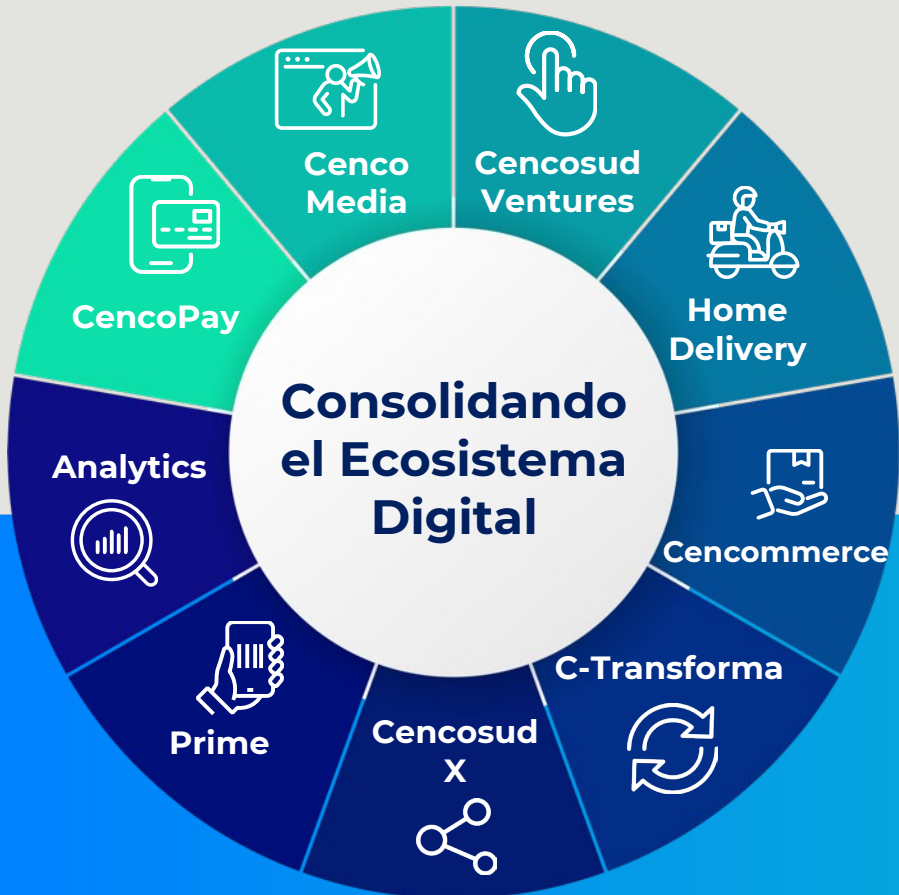 Cenco
Media
Cencosud
Ventures
Home
Delivery
Cencommerce
C-Transforma
Cencosud
X
Prime
Analytics
CencoPay
Consolidando
el Ecosistema
Digital